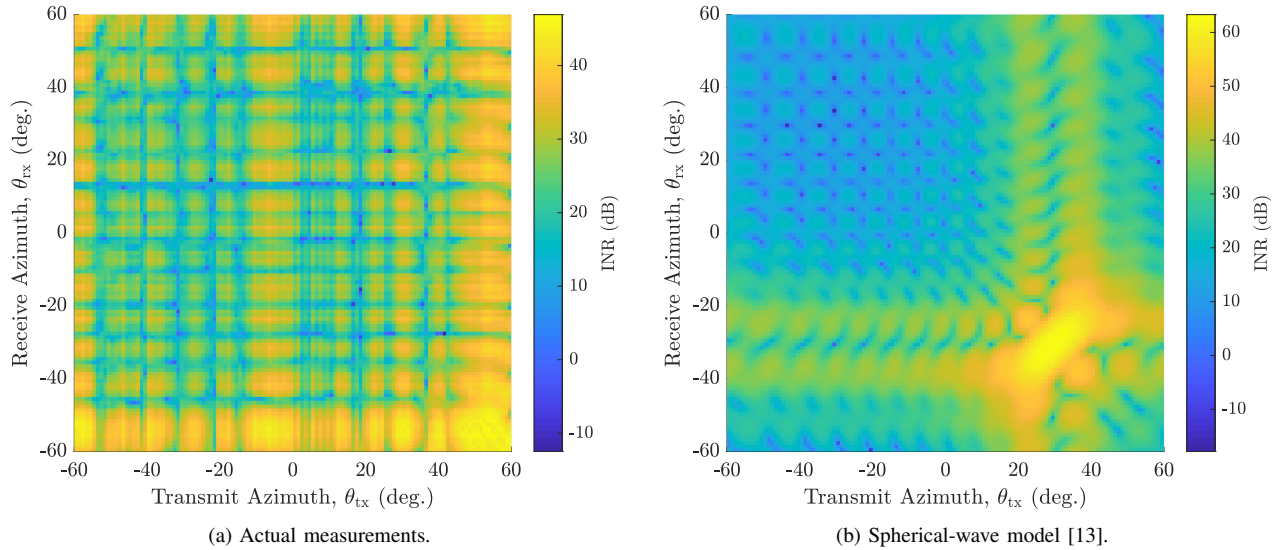 60
40
20
0
-20
-40
-60
-60 -40 -20 0 20 40 60
Receive Azimuth, θrx (deg.)
Transmit Azimuth, θtx (deg.)
40
30
20
10
0
-10
INR (dB)
(a) Actual measurements.
60
40
20
0
-20
-40
-60
-60 -40 -20 0 20 40 60
Receive Azimuth, θrx (deg.)
Transmit Azimuth, θtx (deg.)
60
50
40
30
20
10
0
-10
INR (dB)
(b) Spherical-wave model [13].